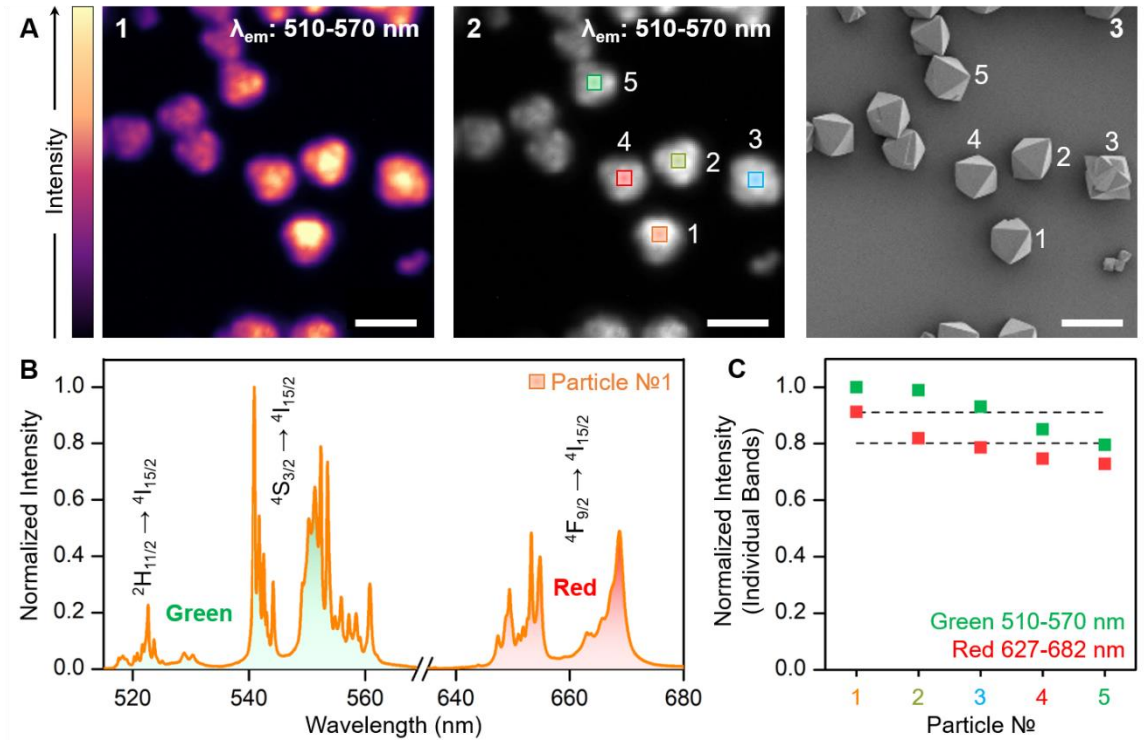 A
Intensity
1
λem: 510-570 nm
2
λem: 510-570 nm
5
4
3
2
1
3
5
4
3
2
1
B
Normalized Intensity
1.0
0.8
0.6
0.4
0.2
0.0
²H₁₁/₂ → ⁴I₁₅/₂
⁴S₃/₂ → ⁴I₁₅/₂
⁴F₉/₂ → ⁴I₁₅/₂
Particle №1
Green
Red
520
540
560
640
660
680
Wavelength (nm)
C
Normalized Intensity
(Individual Bands)
1.0
0.8
0.6
0.4
0.2
0.0
Green 510-570 nm
Red 627-682 nm
1
2
3
4
5
Particle №